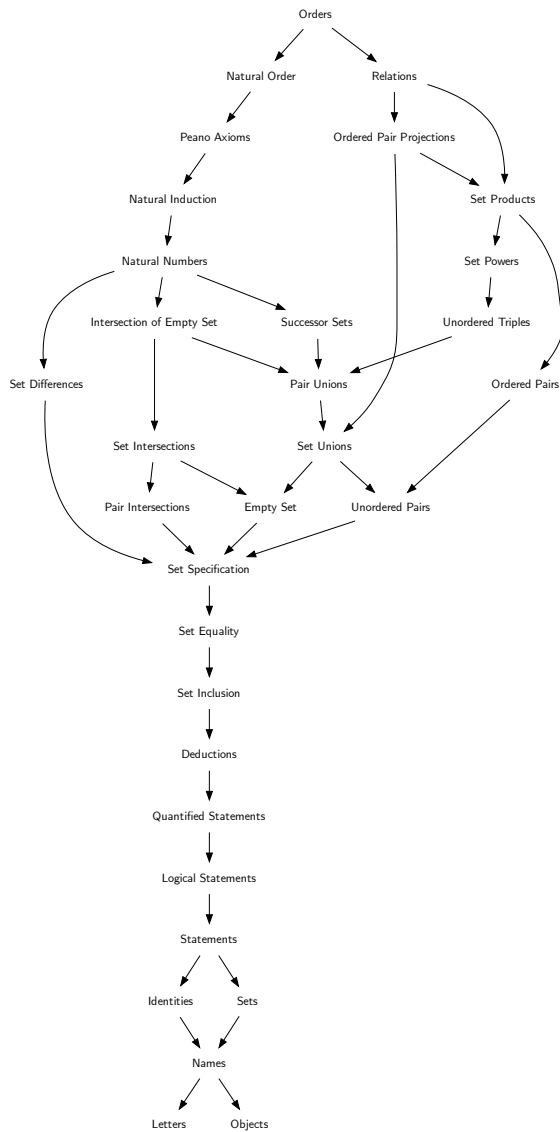 Orders
Natural Order
Relations
Peano Axioms
Ordered Pair Projections
Natural Induction
Set Products
Natural Numbers
Set Powers
Intersection of Empty Set
Successor Sets
Unordered Triples
Set Differences
Pair Unions
Ordered Pairs
Set Intersections
Set Unions
Pair Intersections
Empty Set
Unordered Pairs
Set Specification
Set Equality
Set Inclusion
Deductions
Quantified Statements
Logical Statements
Statements
Identities
Sets
Names
Letters
Objects